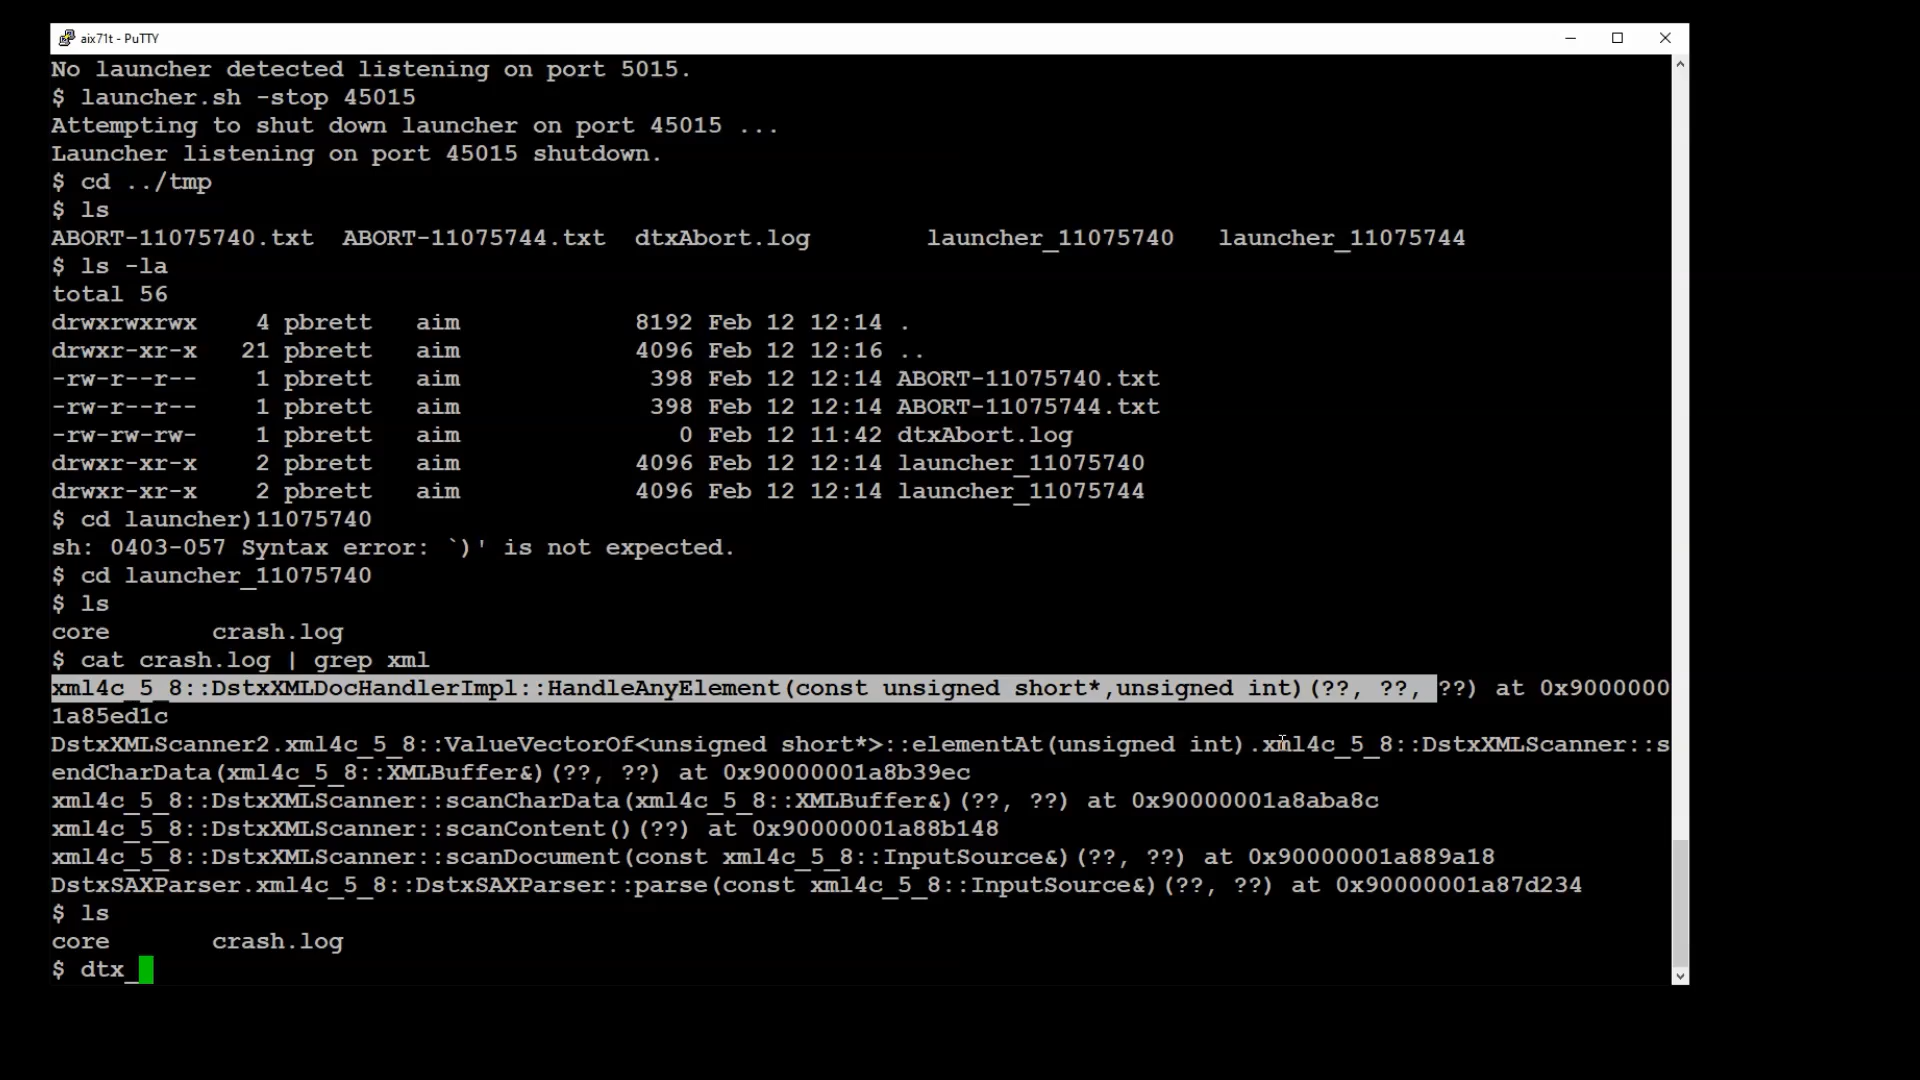 aix71t - PuTTY
No launcher detected listening on port 5015.
$ launcher.sh -stop 45015
Attempting to shut down launcher on port 45015 ...
Launcher listening on port 45015 shutdown.
$ cd ../tmp
$ ls
ABORT-11075740.txt  ABORT-11075744.txt  dtxAbort.log        launcher_11075740   launcher_11075744
$ ls -la
total 56
drwxrwxrwx    4 pbrett   aim            8192 Feb 12 12:14 .
drwxr-xr-x   21 pbrett   aim            4096 Feb 12 12:16 ..
-rw-r--r--    1 pbrett   aim             398 Feb 12 12:14 ABORT-11075740.txt
-rw-r--r--    1 pbrett   aim             398 Feb 12 12:14 ABORT-11075744.txt
-rw-rw-rw-    1 pbrett   aim               0 Feb 12 11:42 dtxAbort.log
drwxr-xr-x    2 pbrett   aim            4096 Feb 12 12:14 launcher_11075740
drwxr-xr-x    2 pbrett   aim            4096 Feb 12 12:14 launcher_11075744
$ cd launcher)11075740
sh: 0403-057 Syntax error: `)' is not expected.
$ cd launcher_11075740
$ ls
core       crash.log
$ cat crash.log | grep xml
xml4c_5_8::DstxXMLDocHandlerImpl::HandleAnyElement(const unsigned short*,unsigned int)(??, ??, ??) at 0x9000000
1a85ed1c
DstxXMLScanner2.xml4c_5_8::ValueVectorOf<unsigned short*>::elementAt(unsigned int).xml4c_5_8::DstxXMLScanner::s
endCharData(xml4c_5_8::XMLBuffer&)(??, ??) at 0x90000001a8b39ec
xml4c_5_8::DstxXMLScanner::scanCharData(xml4c_5_8::XMLBuffer&)(??, ??) at 0x90000001a8aba8c
xml4c_5_8::DstxXMLScanner::scanContent()(??) at 0x90000001a88b148
xml4c_5_8::DstxXMLScanner::scanDocument(const xml4c_5_8::InputSource&)(??, ??) at 0x90000001a889a18
DstxSAXParser.xml4c_5_8::DstxSAXParser::parse(const xml4c_5_8::InputSource&)(??, ??) at 0x90000001a87d234
$ ls
core       crash.log
$ dtx_